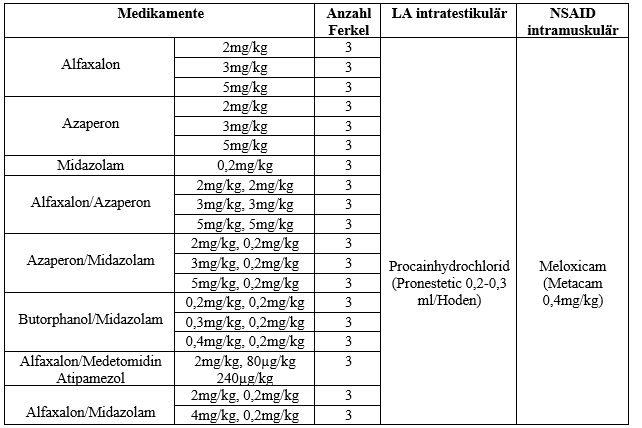 Medikamente Anzahl Ferkel LA intratestikulär NSAID intramuskulär
Alfaxalon 2mg/kg 3
3mg/kg 3
5mg/kg 3
Azaperon 2mg/kg 3
3mg/kg 3
5mg/kg 3
Midazolam 0,2mg/kg 3
Alfaxalon/Azaperon 2mg/kg, 2mg/kg 3
3mg/kg, 3mg/kg 3
5mg/kg, 5mg/kg 3
Azaperon/Midazolam 2mg/kg, 0,2mg/kg 3
3mg/kg, 0,2mg/kg 3
5mg/kg, 0,2mg/kg 3
Butorphanol/Midazolam 0,2mg/kg, 0,2mg/kg 3
0,3mg/kg, 0,2mg/kg 3
0,4mg/kg, 0,2mg/kg 3
Alfaxalon/Medetomidin 2mg/kg, 80µg/kg 3
Atipamezol 240µg/kg
Alfaxalon/Midazolam 2mg/kg, 0,2mg/kg 3
4mg/kg, 0,2mg/kg 3
Procainhydrochlorid
(Pronestetic 0,2-0,3
ml/Hoden)
Meloxicam
(Metacam
0,4mg/kg)